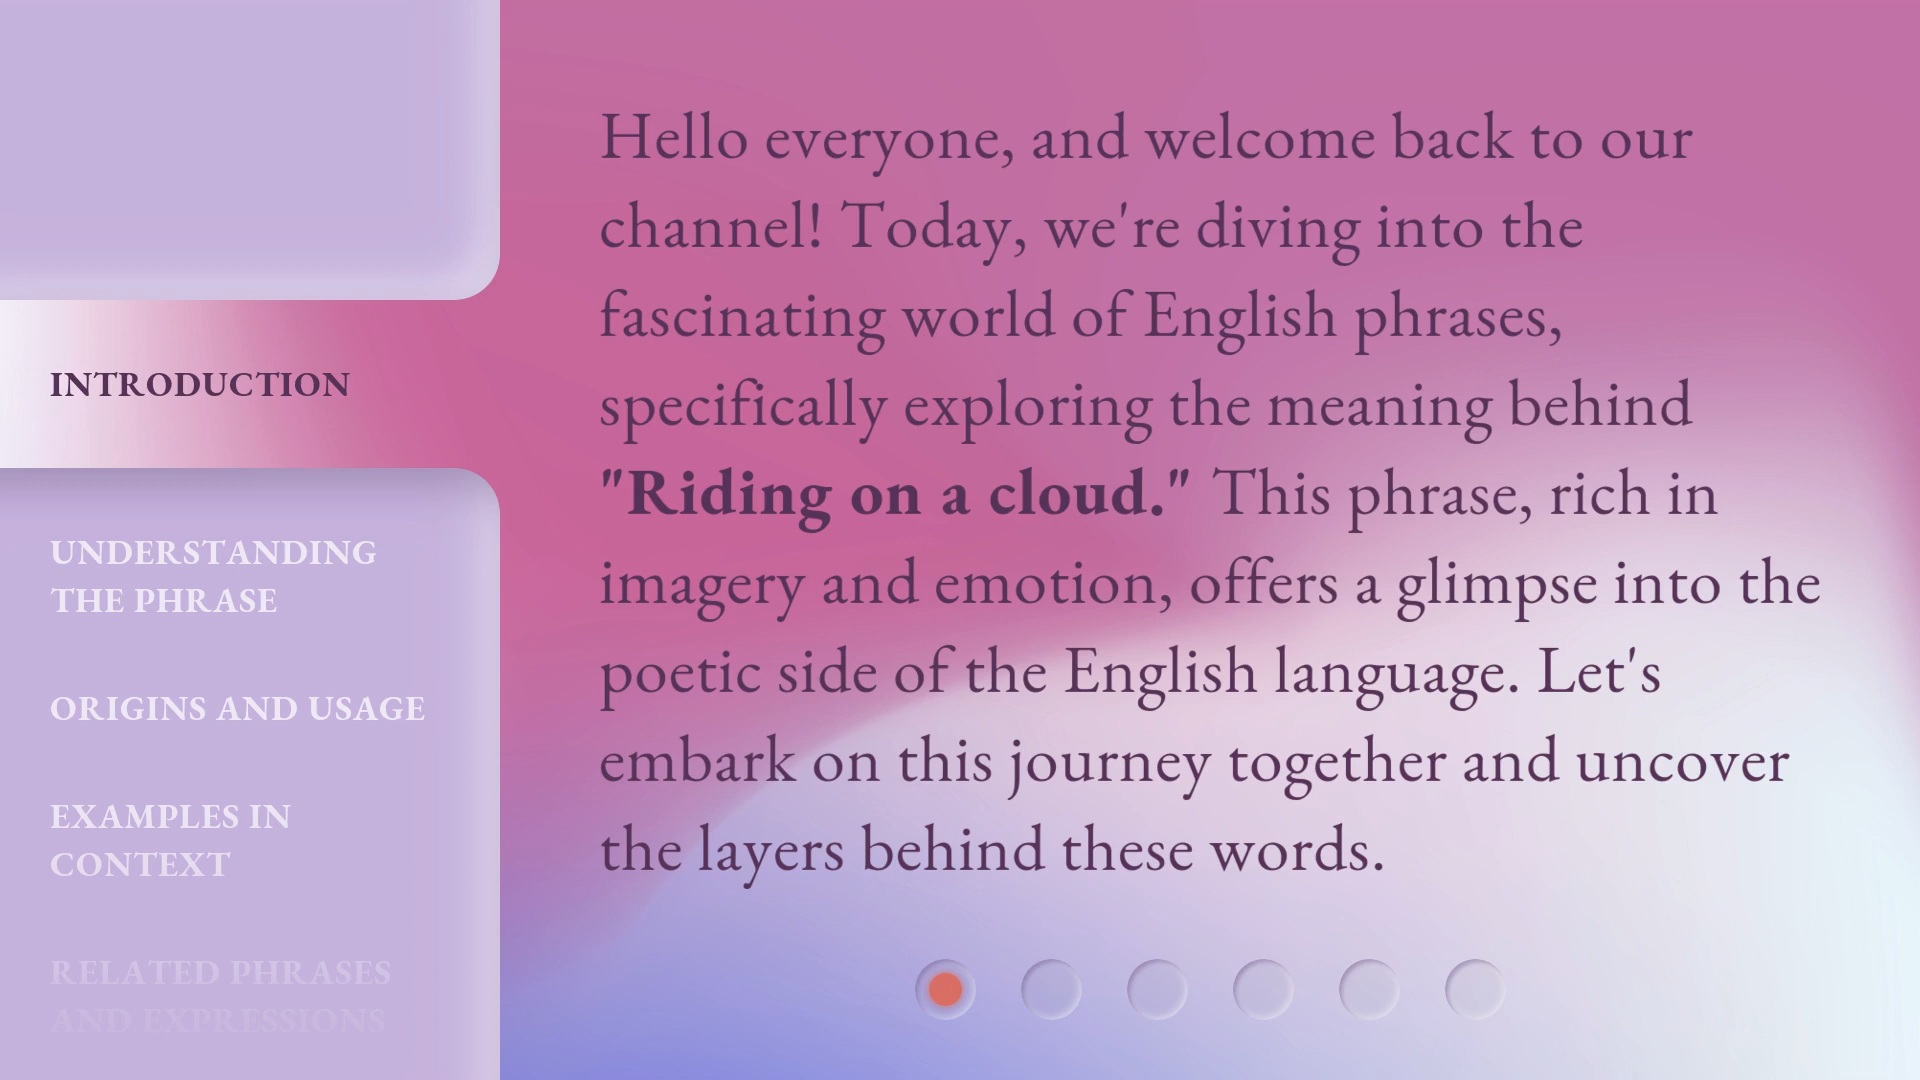 INTRODUCTION
UNDERSTANDING
THE PHRASE
ORIGINS AND USAGE
EXAMPLES IN
CONTEXT
RELATED PHRASES
AND EXPRESSIONS
Hello everyone, and welcome back to our
channel! Today, we're diving into the
fascinating world of English phrases,
specifically exploring the meaning behind
"Riding on a cloud." This phrase, rich in
imagery and emotion, offers a glimpse into the
poetic side of the English language. Let's
embark on this journey together and uncover
the layers behind these words.